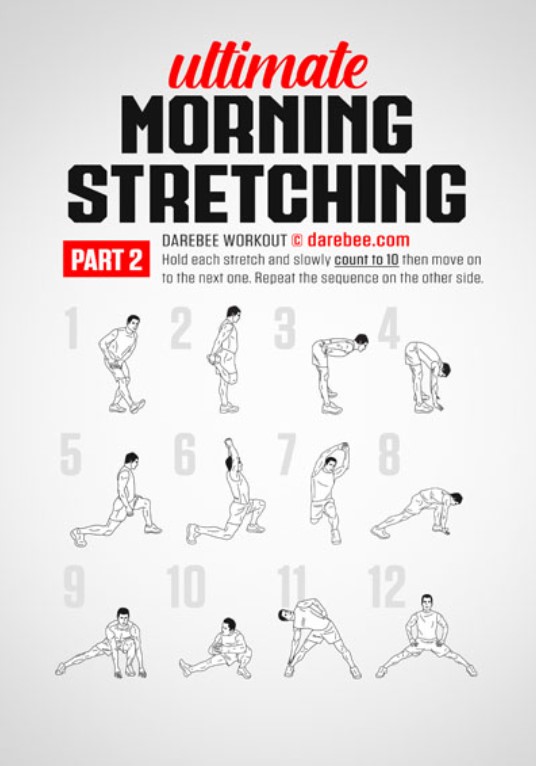 ultimate
MORNING
STRETCHING
PART 2
DAREBEE WORKOUT © darebee.com
Hold each stretch and slowly count to 10 then move on
to the next one. Repeat the sequence on the other side.
1 2 3 4
5 6 7 8
9 10 11 12